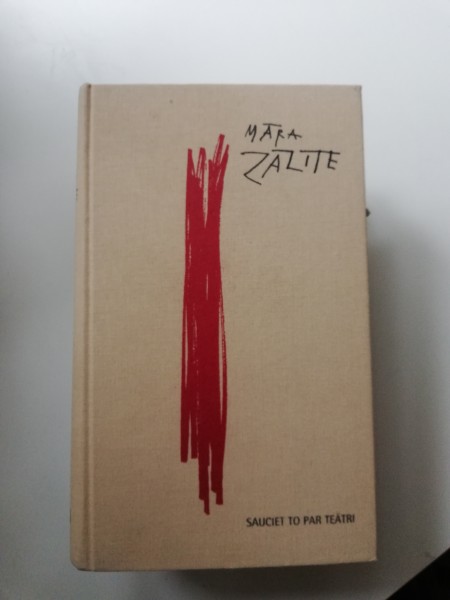 MĀRA
ZĀLĪTE
SAUCIET TO PAR TEĀTRI